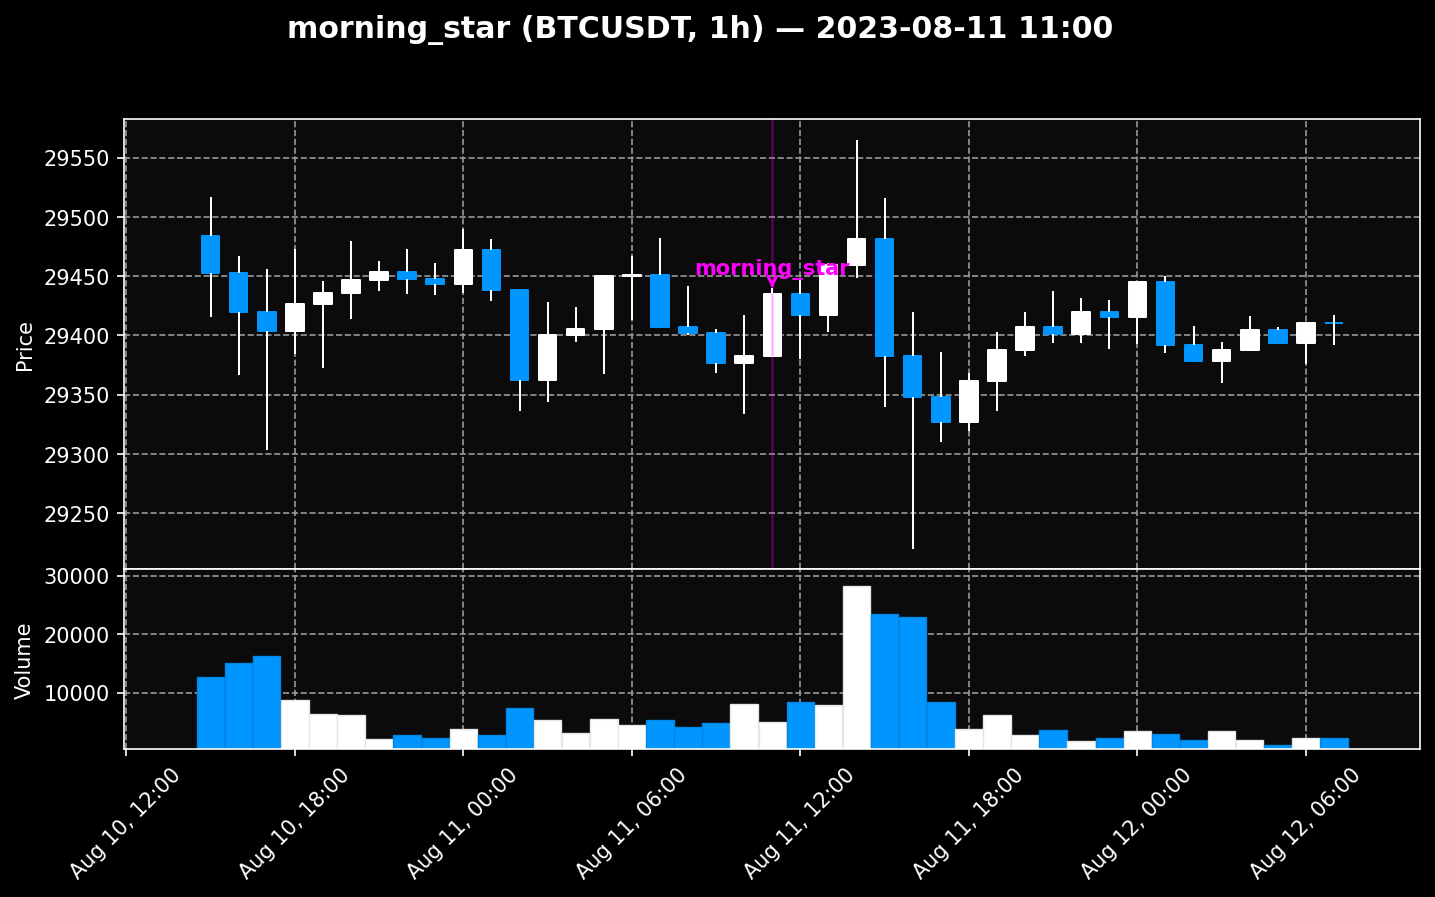 morning_star (BTCUSDT, 1h) — 2023-08-11 11:00
29550
29500
29450
29400
29350
29300
29250
Price
morning_star
30000
20000
10000
Volume
Aug 10, 12:00
Aug 10, 18:00
Aug 11, 00:00
Aug 11, 06:00
Aug 11, 12:00
Aug 11, 18:00
Aug 12, 00:00
Aug 12, 06:00